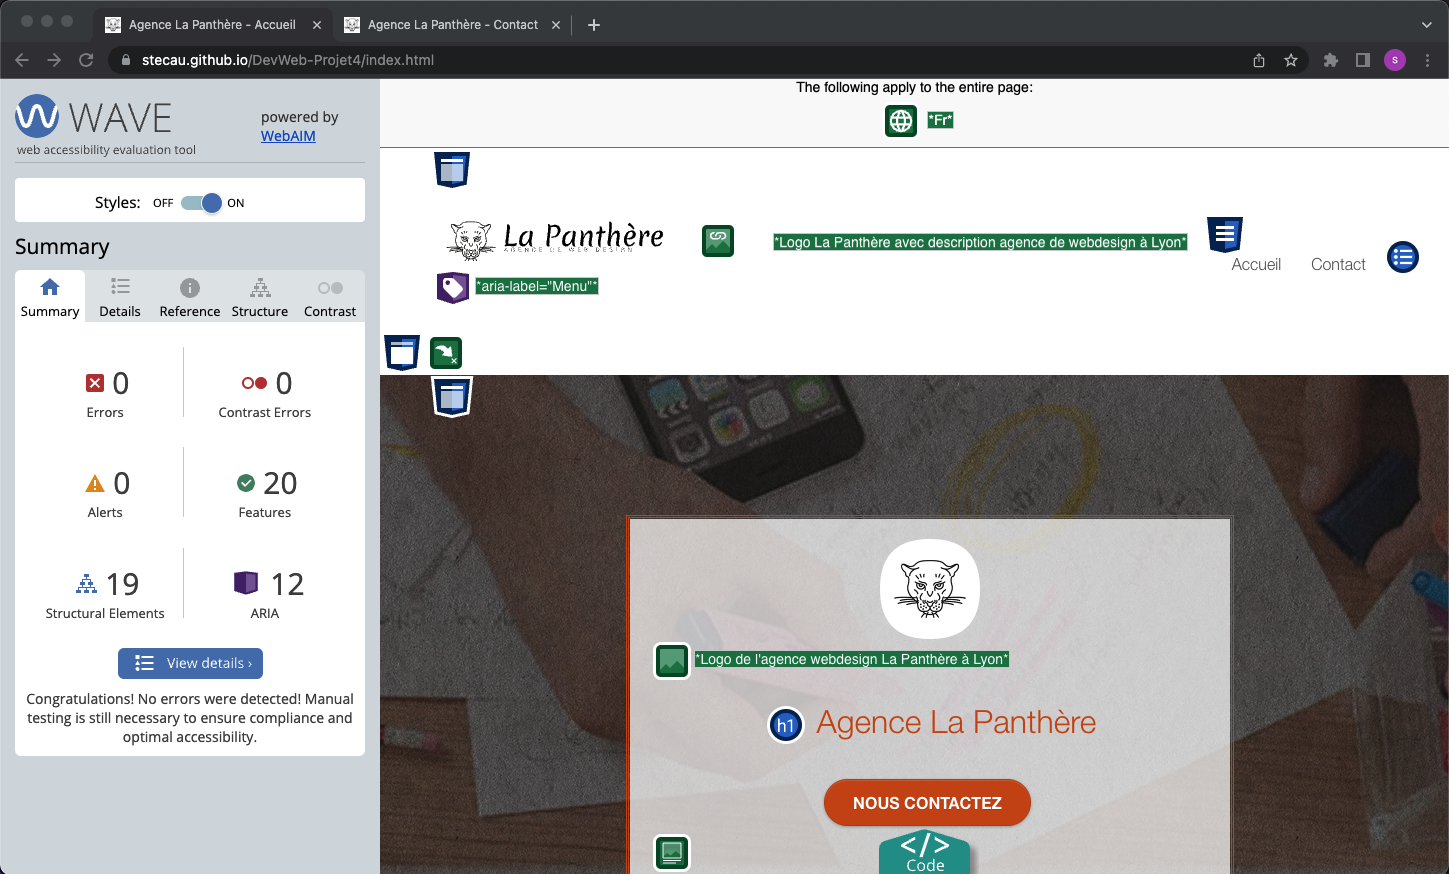 Agence La Panthère - Accueil
Agence La Panthère - Contact
stecau.github.io/DevWeb-Projet4/index.html
S
WAVE
web accessibility evaluation tool
powered by
WebAIM
Styles: OFF ON
Summary
Summary Details Reference Structure Contrast
0 0
Errors Contrast Errors
0 20
Alerts Features
19 12
Structural Elements ARIA
View details ›
Congratulations! No errors were detected! Manual
testing is still necessary to ensure compliance and
optimal accessibility.
The following apply to the entire page:
*Fr*
La Panthère
AGENCE DE WEB DESIGN
*Logo La Panthère avec description agence de webdesign à Lyon*
Accueil Contact
*aria-label="Menu"*
*Logo de l'agence webdesign La Panthère à Lyon*
h1 Agence La Panthère
NOUS CONTACTEZ
</>
Code